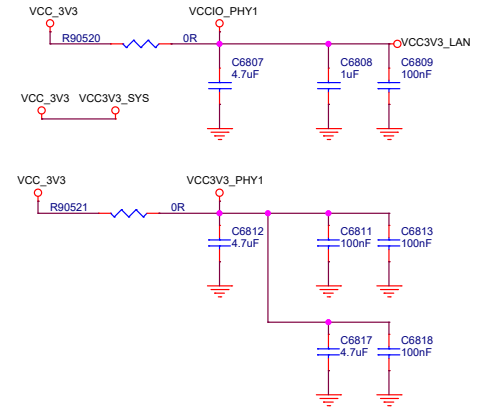 VCC_3V3 VCCIO_PHY1
R90520 0R VCC3V3_LAN
C6807 C6808 C6809
4.7uF 1uF 100nF
VCC_3V3 VCC3V3_SYS
VCC_3V3 VCC3V3_PHY1
R90521 0R
C6812 C6811 C6813
4.7uF 100nF 100nF
C6817 C6818
4.7uF 100nF